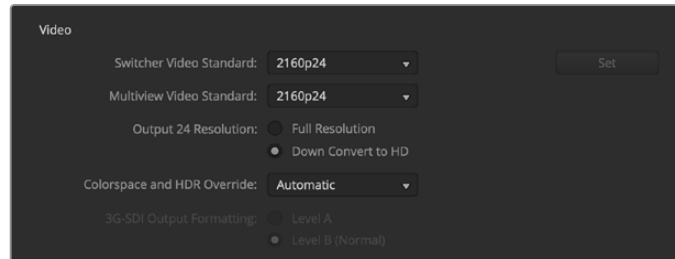 Video
Switcher Video Standard: 2160p24 Set
Multiview Video Standard: 2160p24
Output 24 Resolution: Full Resolution
Down Convert to HD
Colorspace and HDR Override: Automatic
3G-SDI Output Formatting: Level A
Level B (Normal)